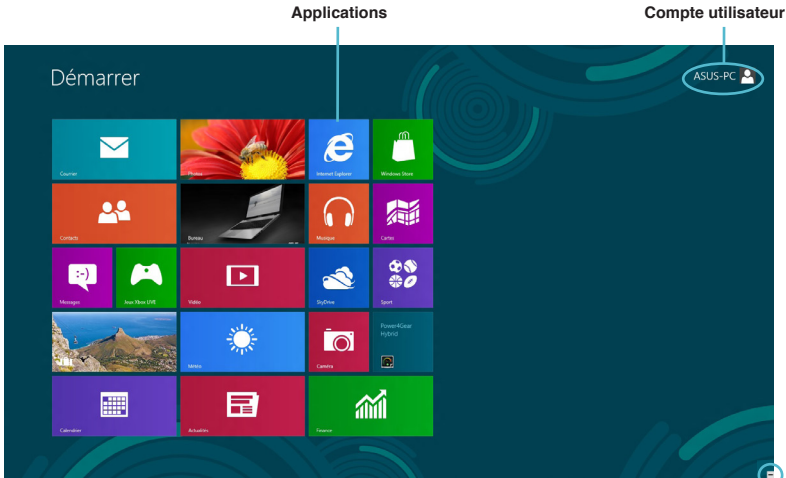 Applications
Compte utilisateur
Démarrer
ASUS-PC
Courrier
Photos
Internet Explorer
Windows Store
Contacts
Bureau
Musique
Cartes
Messages
Jeux Xbox LIVE
Vidéo
SkyDrive
Sport
Météo
Caméra
Power4Gear
Hybrid
Calendrier
Actualités
Finance